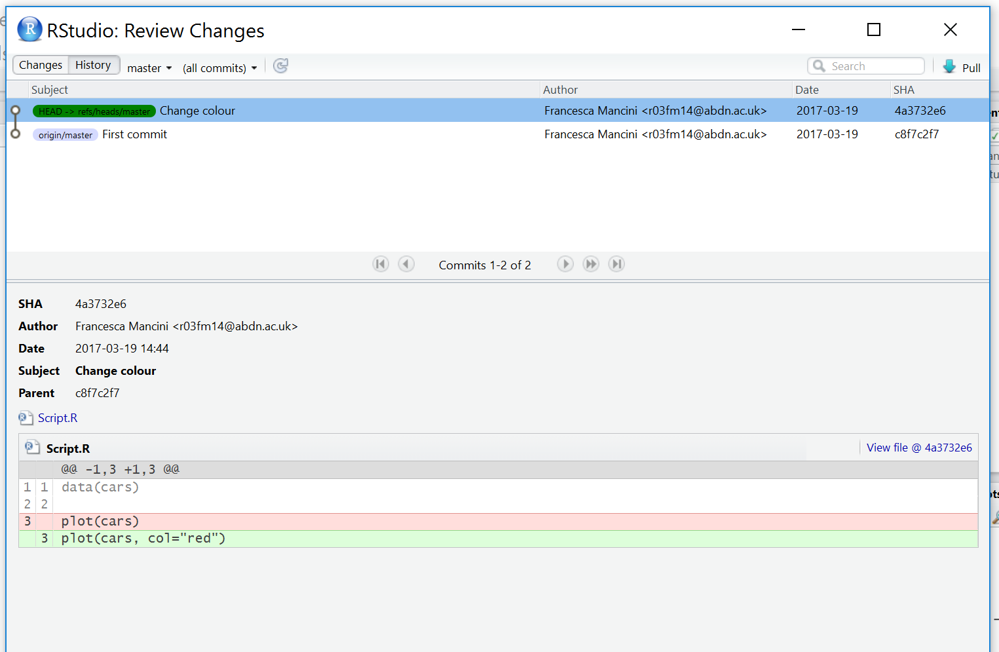 RStudio: Review Changes
Changes History master (all commits) Search Pull
Subject Author Date SHA
HEAD -> refs/heads/master Change colour Francesca Mancini <r03fm14@abdn.ac.uk> 2017-03-19 4a3732e6
origin/master First commit Francesca Mancini <r03fm14@abdn.ac.uk> 2017-03-19 c8f7c2f7
Commits 1-2 of 2
SHA 4a3732e6
Author Francesca Mancini <r03fm14@abdn.ac.uk>
Date 2017-03-19 14:44
Subject Change colour
Parent c8f7c2f7
Script.R
Script.R View file @ 4a3732e6
@@ -1,3 +1,3 @@
1 1 data(cars)
2 2
3 plot(cars)
3 plot(cars, col="red")